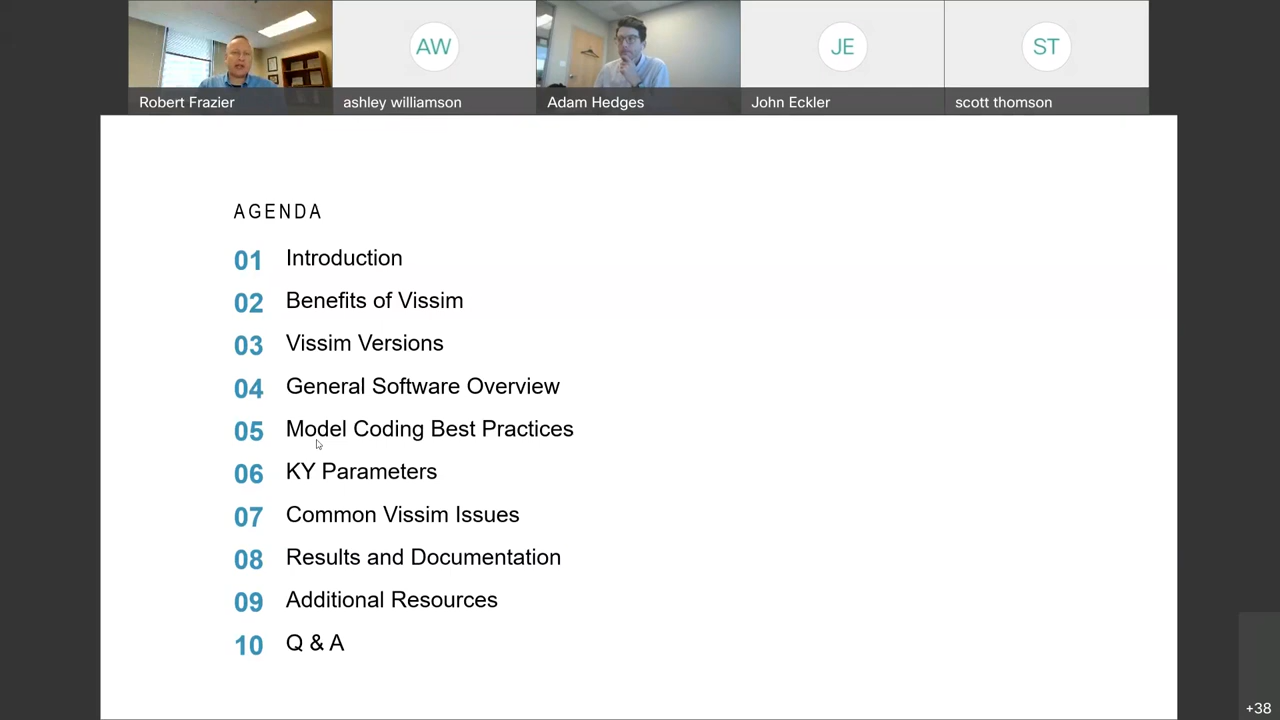 AW
JE
ST
Robert Frazier
ashley williamson
Adam Hedges
John Eckler
scott thomson
AGENDA
01 Introduction
02 Benefits of Vissim
03 Vissim Versions
04 General Software Overview
05 Model Coding Best Practices
06 KY Parameters
07 Common Vissim Issues
08 Results and Documentation
09 Additional Resources
10 Q & A
+38